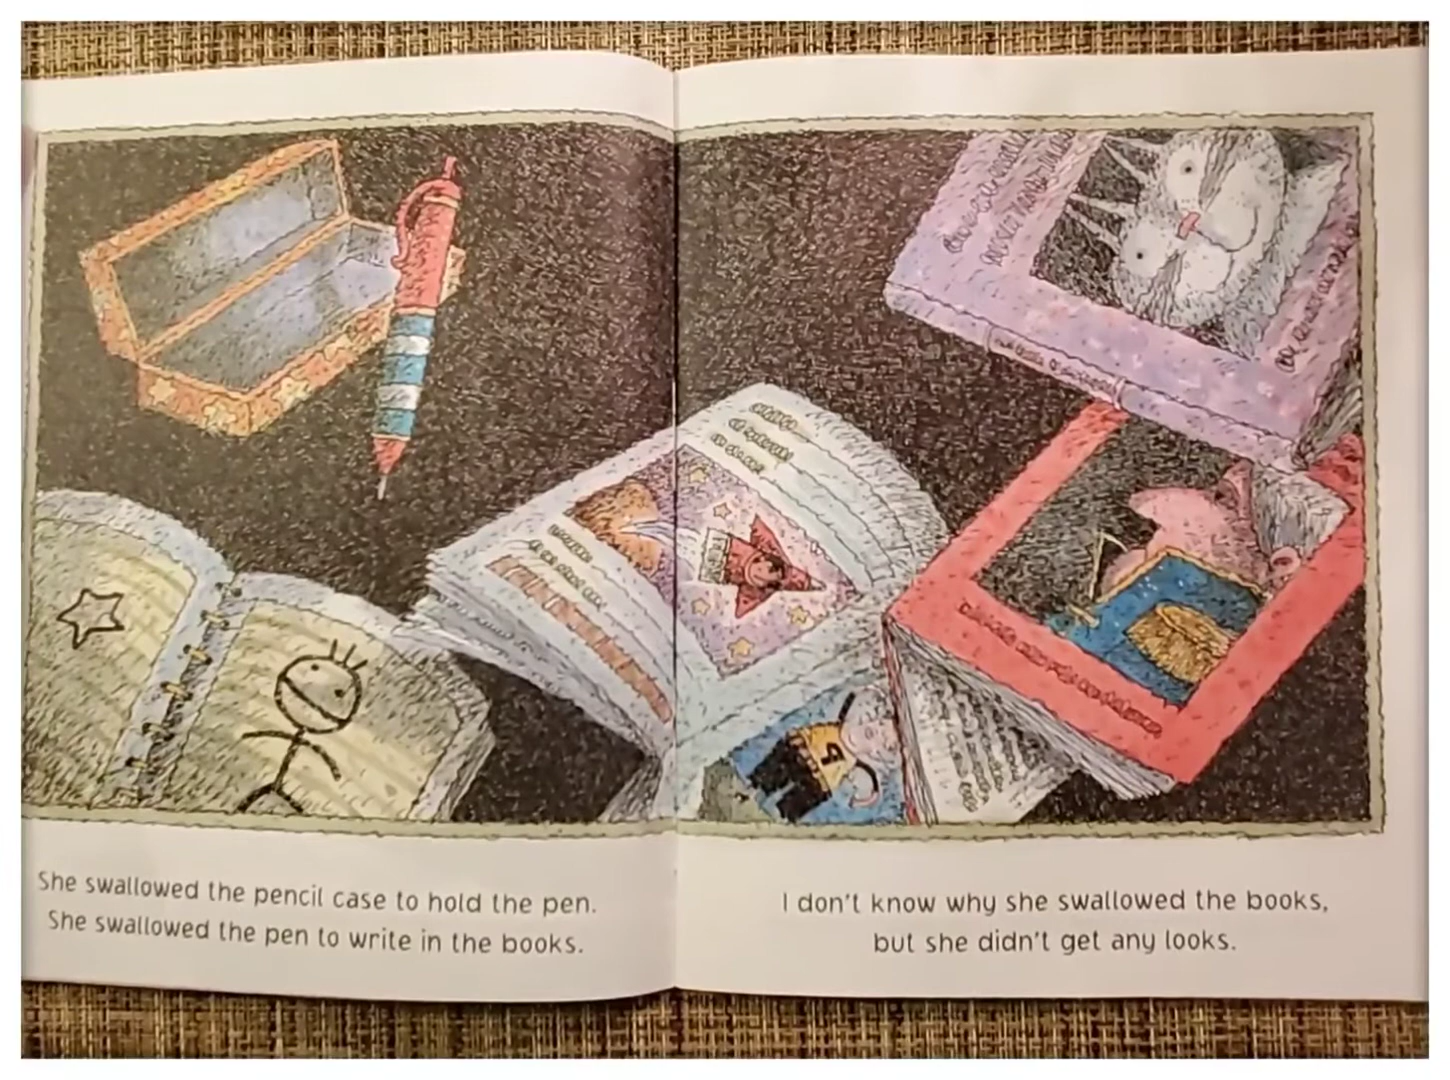 She swallowed the pencil case to hold the pen.
She swallowed the pen to write in the books.
I don't know why she swallowed the books,
but she didn't get any looks.